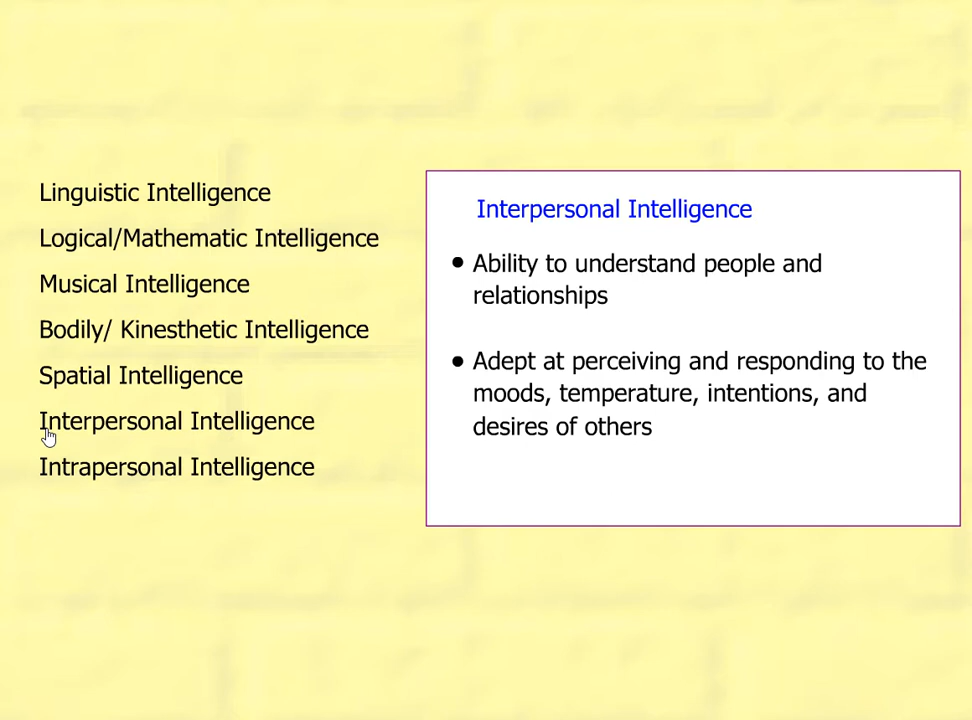 Linguistic Intelligence
Logical/Mathematic Intelligence
Musical Intelligence
Bodily/ Kinesthetic Intelligence
Spatial Intelligence
Interpersonal Intelligence
Intrapersonal Intelligence
Interpersonal Intelligence
• Ability to understand people and
relationships
• Adept at perceiving and responding to the
moods, temperature, intentions, and
desires of others